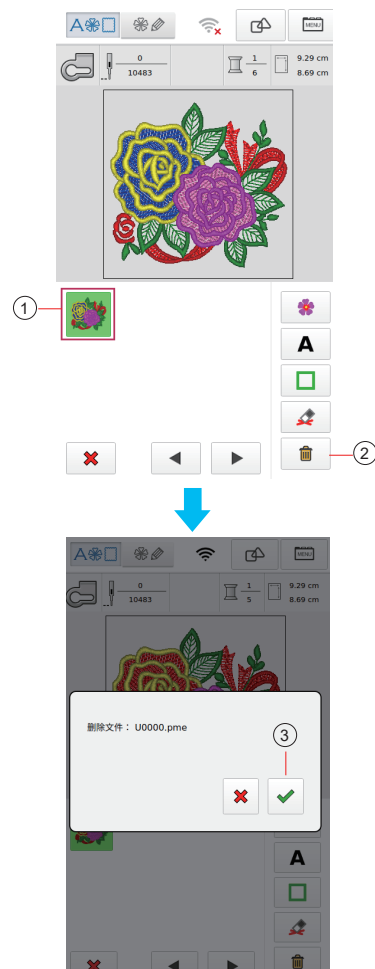 A
MENU
0
10483
1
6
9.29 cm
8.69 cm
1
A
2
A
MENU
0
10483
1
5
9.29 cm
8.69 cm
删除文件： U0000.pme
3
A